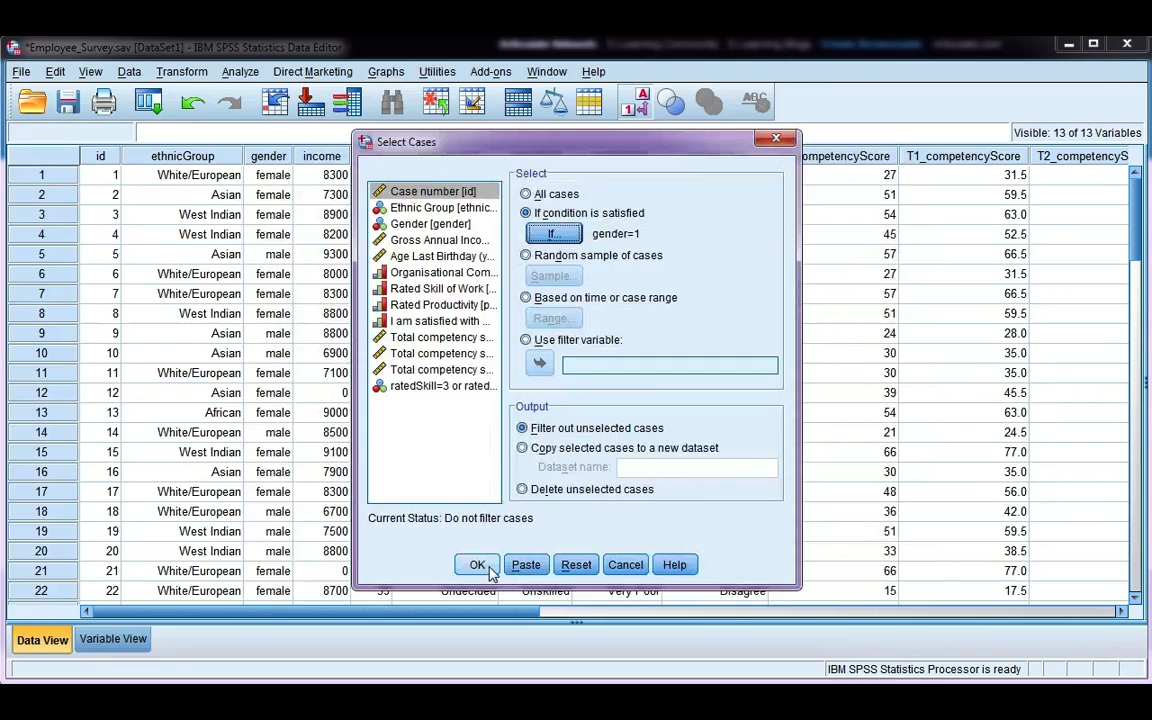 *Employee_Survey.sav [DataSet1] - IBM SPSS Statistics Data Editor
File Edit View Data Transform Analyze Direct Marketing Graphs Utilities Add-ons Window Help
Visible: 13 of 13 Variables
Select Cases
Case number [id]
Ethnic Group [ethnic...
Gender [gender]
Gross Annual Inco...
Age Last Birthday (y...
Organisational Com...
Rated Skill of Work [...
Rated Productivity [p...
I am satisfied with ...
Total competency s...
Total competency s...
Total competency s...
ratedSkill=3 or rated...
Select
All cases
If condition is satisfied
If... gender=1
Random sample of cases
Sample...
Based on time or case range
Range...
Use filter variable:
Output
Filter out unselected cases
Copy selected cases to a new dataset
Dataset name:
Delete unselected cases
Current Status: Do not filter cases
OK Paste Reset Cancel Help
id ethnicGroup gender income ompetencyScore T1_competencyScore T2_competencyS
1 1 White/European female 8300 27 31.5
2 2 Asian female 7300 51 59.5
3 3 West Indian female 8900 54 63.0
4 4 White/European female 8200 45 52.5
5 5 Asian male 9300 57 66.5
6 6 White/European female 8000 27 31.5
7 7 White/European female 8300 57 66.5
8 8 West Indian female 8800 51 59.5
9 9 Asian male 8800 24 28.0
10 10 Asian male 6900 30 35.0
11 11 White/European female 7100 30 35.0
12 12 Asian female 0 39 45.5
13 13 African female 9000 54 63.0
14 14 White/European male 8500 21 24.5
15 15 West Indian female 9100 66 77.0
16 16 Asian male 7900 30 35.0
17 17 White/European female 8300 48 56.0
18 18 White/European male 6700 36 42.0
19 19 West Indian male 7500 51 59.5
20 20 West Indian male 8800 33 38.5
21 21 White/European female 0 66 77.0
22 22 White/European female 8700 Undecided Unskilled Very Poor Disagree 15 17.5
Data View Variable View
IBM SPSS Statistics Processor is ready